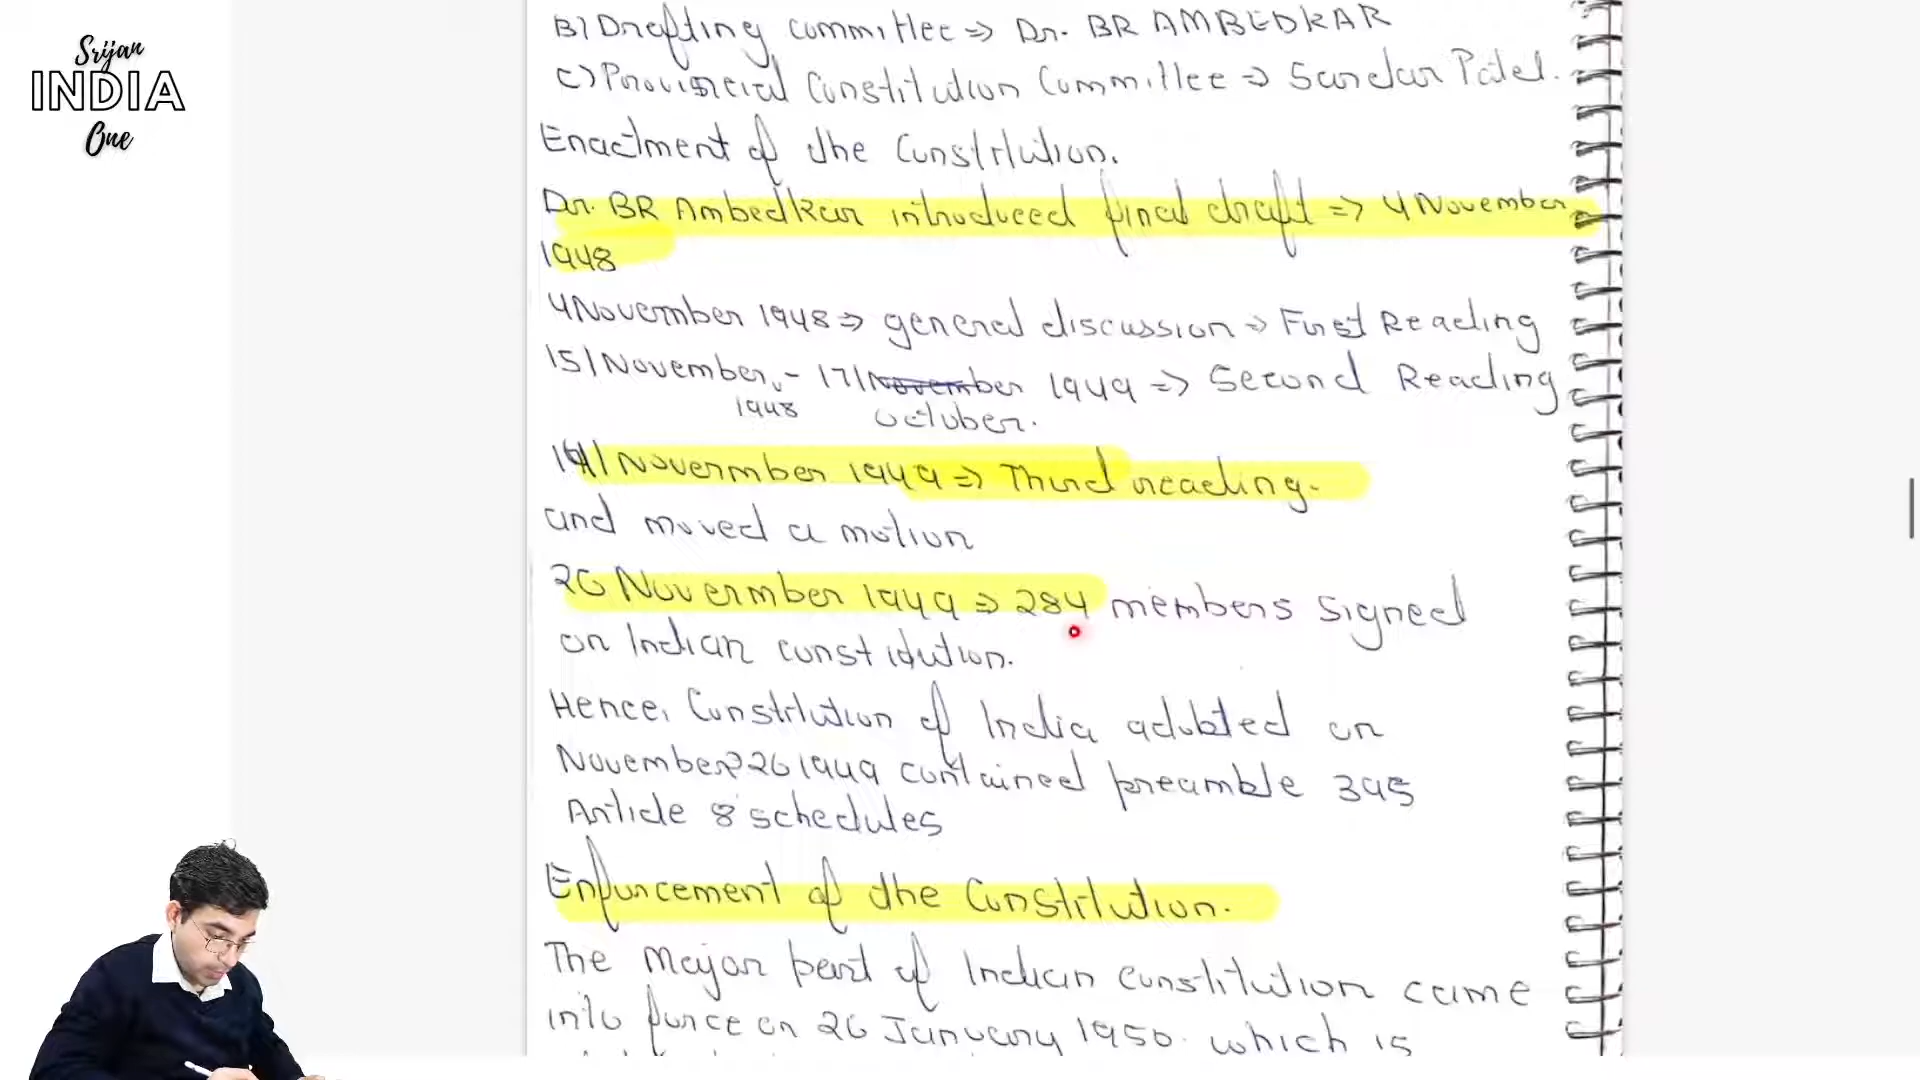 Srijan
INDIA
One
B) Drafting committee => Dr. BR AMBEDKAR
C) Provisincial Constitution Committee => Sardar Patel.
Enactment of the Constitution.
Dr. BR Ambedkar introduced final draft => 4 November
1948
4 November 1948 => general discussion => First Reading
15/November, - 17/November 1949 => Second Reading
1948 october.
14/ November 1949 => Third reading.
and moved a motion
26 November 1949 => 284 members signed
on Indian constitution.
Hence, Constitution of India adobted on
November 26 1949 contained preamble 395
Article 8 schedules
Enforcement of the Constitution.
The Major part of Indian Constitution came
into force on 26 January 1950. which is